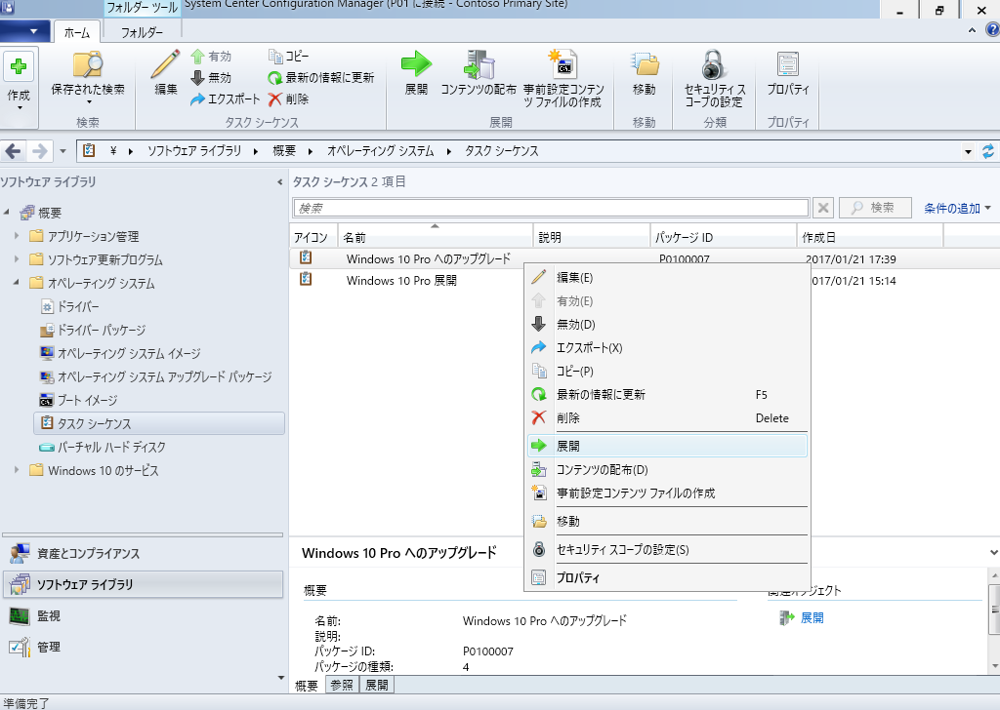 フォルダー ツール System Center Configuration Manager (P01 に接続 - Contoso Primary Site)
ホーム フォルダー
作成
保存された検索
検索
編集
有効
無効
エクスポート
コピー
最新の情報に更新
削除
タスク シーケンス
展開
コンテンツの配布
事前設定コンテン
ツ ファイルの作成
展開
移動
移動
セキュリティ ス
コープの設定
分類
プロパティ
プロパティ
¥ ソフトウェア ライブラリ 概要 オペレーティング システム タスク シーケンス
ソフトウェア ライブラリ
概要
アプリケーション管理
ソフトウェア更新プログラム
オペレーティング システム
ドライバー
ドライバー パッケージ
オペレーティング システム イメージ
オペレーティング システム アップグレード パッケージ
ブート イメージ
タスク シーケンス
バーチャル ハード ディスク
Windows 10 のサービス
資産とコンプライアンス
ソフトウェア ライブラリ
監視
管理
準備完了
タスク シーケンス 2 項目
検索 検索 条件の追加
アイコン 名前 説明 パッケージ ID 作成日
Windows 10 Pro へのアップグレード P0100007 2017/01/21 17:39
Windows 10 Pro 展開 017/01/21 15:14
編集(E)
有効(E)
無効(D)
エクスポート(X)
コピー(P)
最新の情報に更新 F5
削除 Delete
展開
コンテンツの配布(D)
事前設定コンテンツ ファイルの作成
移動
セキュリティ スコープの設定(S)
プロパティ
Windows 10 Pro へのアップグレード
概要
関連オブジェクト
名前: Windows 10 Pro へのアップグレード
説明:
パッケージ ID: P0100007
パッケージの種類: 4
展開
概要 参照 展開